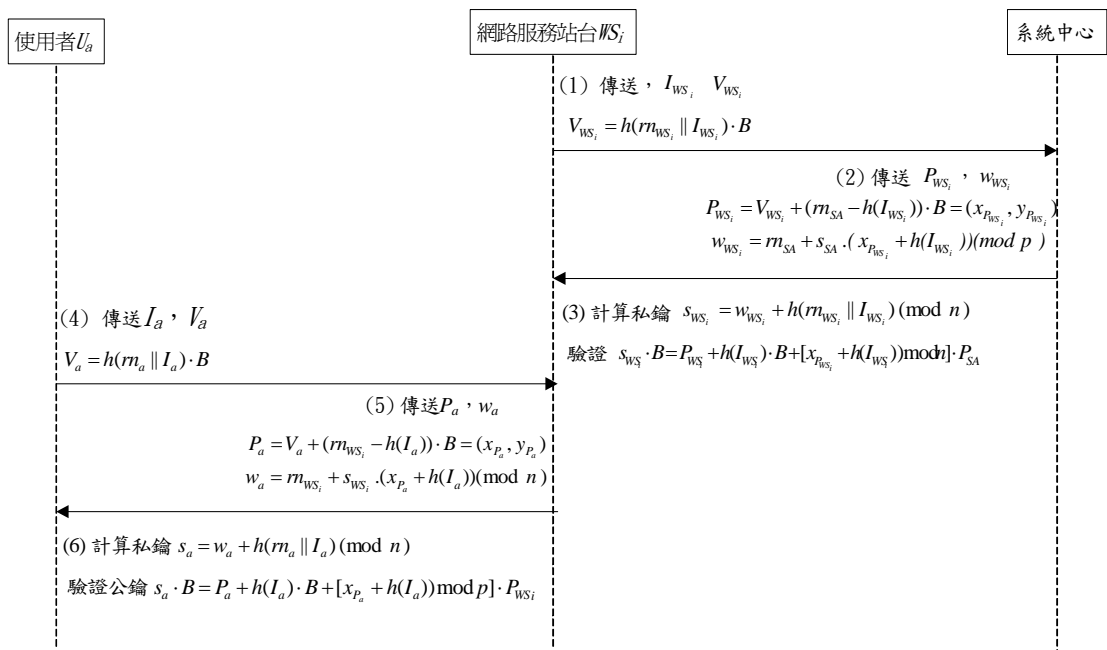 使用者Uₐ
網路服務站台WSᵢ
系統中心
(1) 傳送, I_{WS_i} V_{WS_i}
V_{WS_i} = h(rn_{WS_i} || I_{WS_i})·B
(2) 傳送 P_{WS_i}, w_{WS_i}
P_{WS_i} = V_{WS_i} + (rn_{SA} − h(I_{WS_i}))·B = (x_{P_{WS_i}}, y_{P_{WS_i}})
w_{WS_i} = rn_{SA} + s_{SA}.( x_{P_{WS_i}} + h(I_{WS_i} ))(mod p )
(3) 計算私鑰 s_{WS_i} = w_{WS_i} + h(rn_{WS_i} || I_{WS_i}) (mod n)
驗證 s_{WS_i}·B=P_{WS_i}+h(I_{WS_i})·B+[x_{P_{WS_i}}+h(I_{WS_i}))modn]·P_{SA}
(4) 傳送I_a, V_a
V_a = h(rn_a || I_a)·B
(5) 傳送P_a, w_a
P_a = V_a + (rn_{WS_i} − h(I_a))·B = (x_{P_a}, y_{P_a})
w_a = rn_{WS_i} + s_{WS_i}.(x_{P_a} + h(I_a))(mod n)
(6) 計算私鑰 s_a = w_a + h(rn_a || I_a) (mod n)
驗證公鑰 s_a·B = P_a + h(I_a)·B+[x_{P_a} + h(I_a))mod p]·P_{WSi}